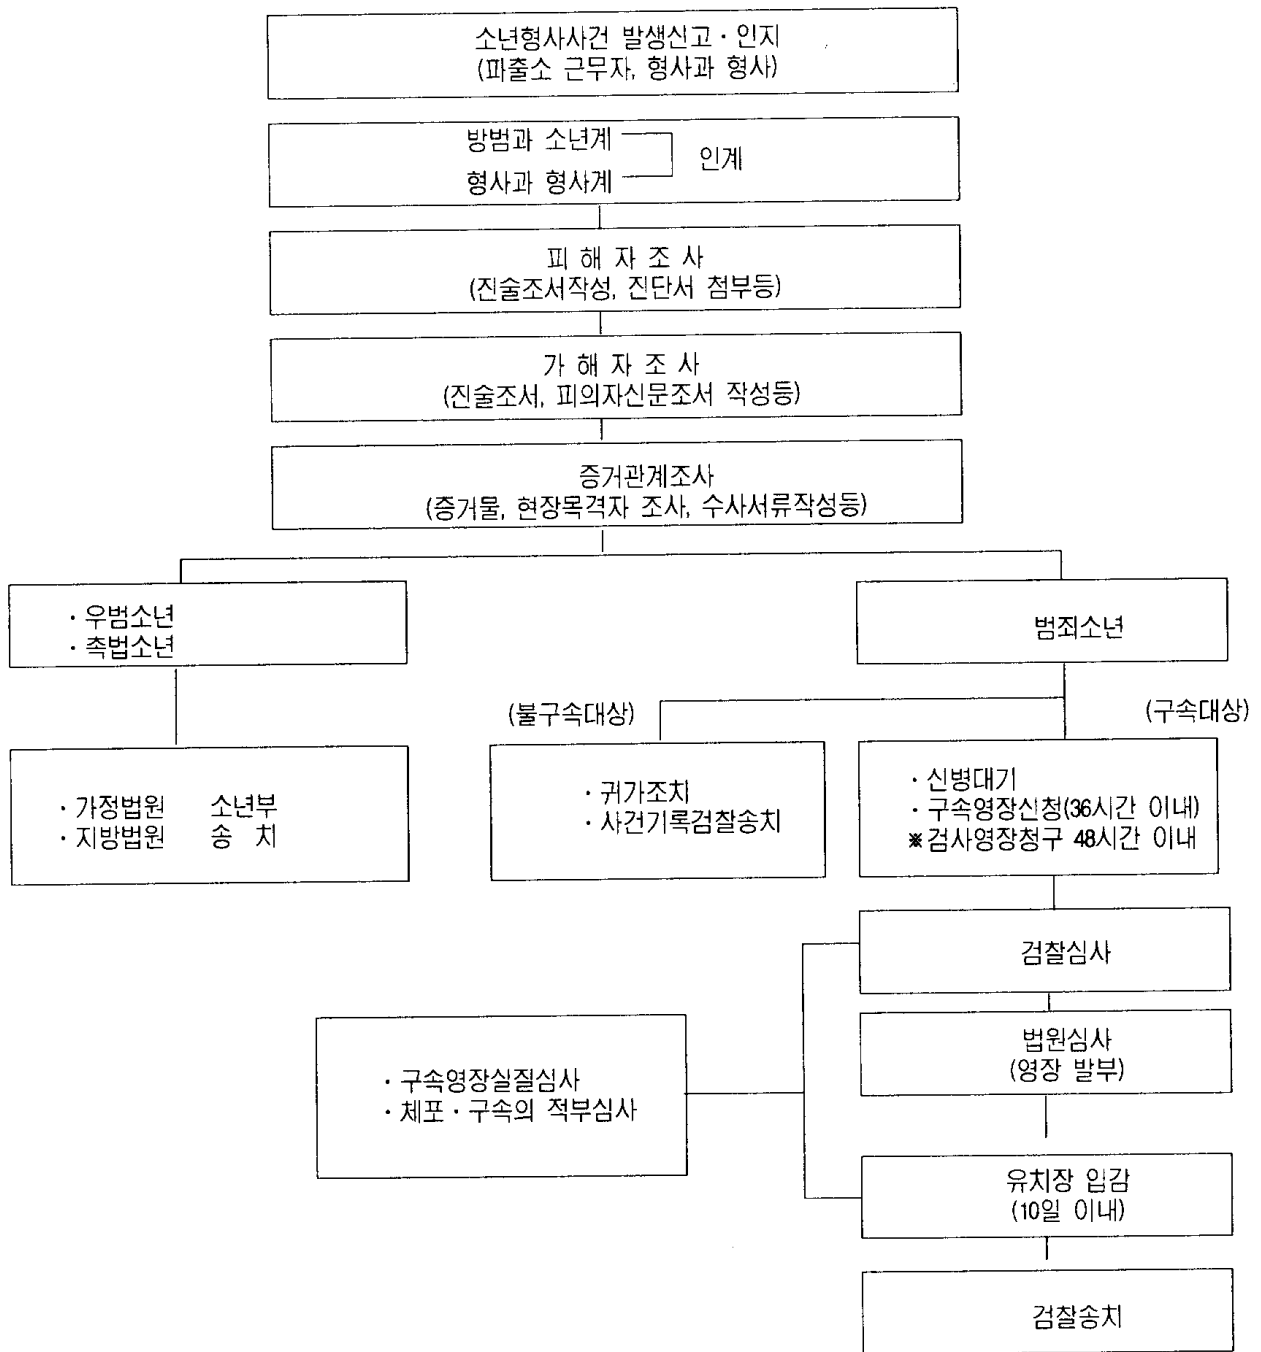 소년형사사건 발생신고·인지
(파출소 근무자, 형사과 형사)
방범과 소년계
인계
형사과 형사계
피 해 자 조 사
(진술조서작성, 진단서 첨부등)
가 해 자 조 사
(진술조서, 피의자신문조서 작성등)
증거관계조사
(증거물, 현장목격자 조사, 수사서류작성등)
·우범소년
·촉법소년
범죄소년
(불구속대상)
(구속대상)
·가정법원 소년부
·지방법원 송 치
·귀가조치
·사건기록검찰송치
·신병대기
·구속영장신청(36시간 이내)
※검사영장청구 48시간 이내
검찰심사
법원심사
(영장 발부)
·구속영장실질심사
·체포·구속의 적부심사
유치장 입감
(10일 이내)
검찰송치